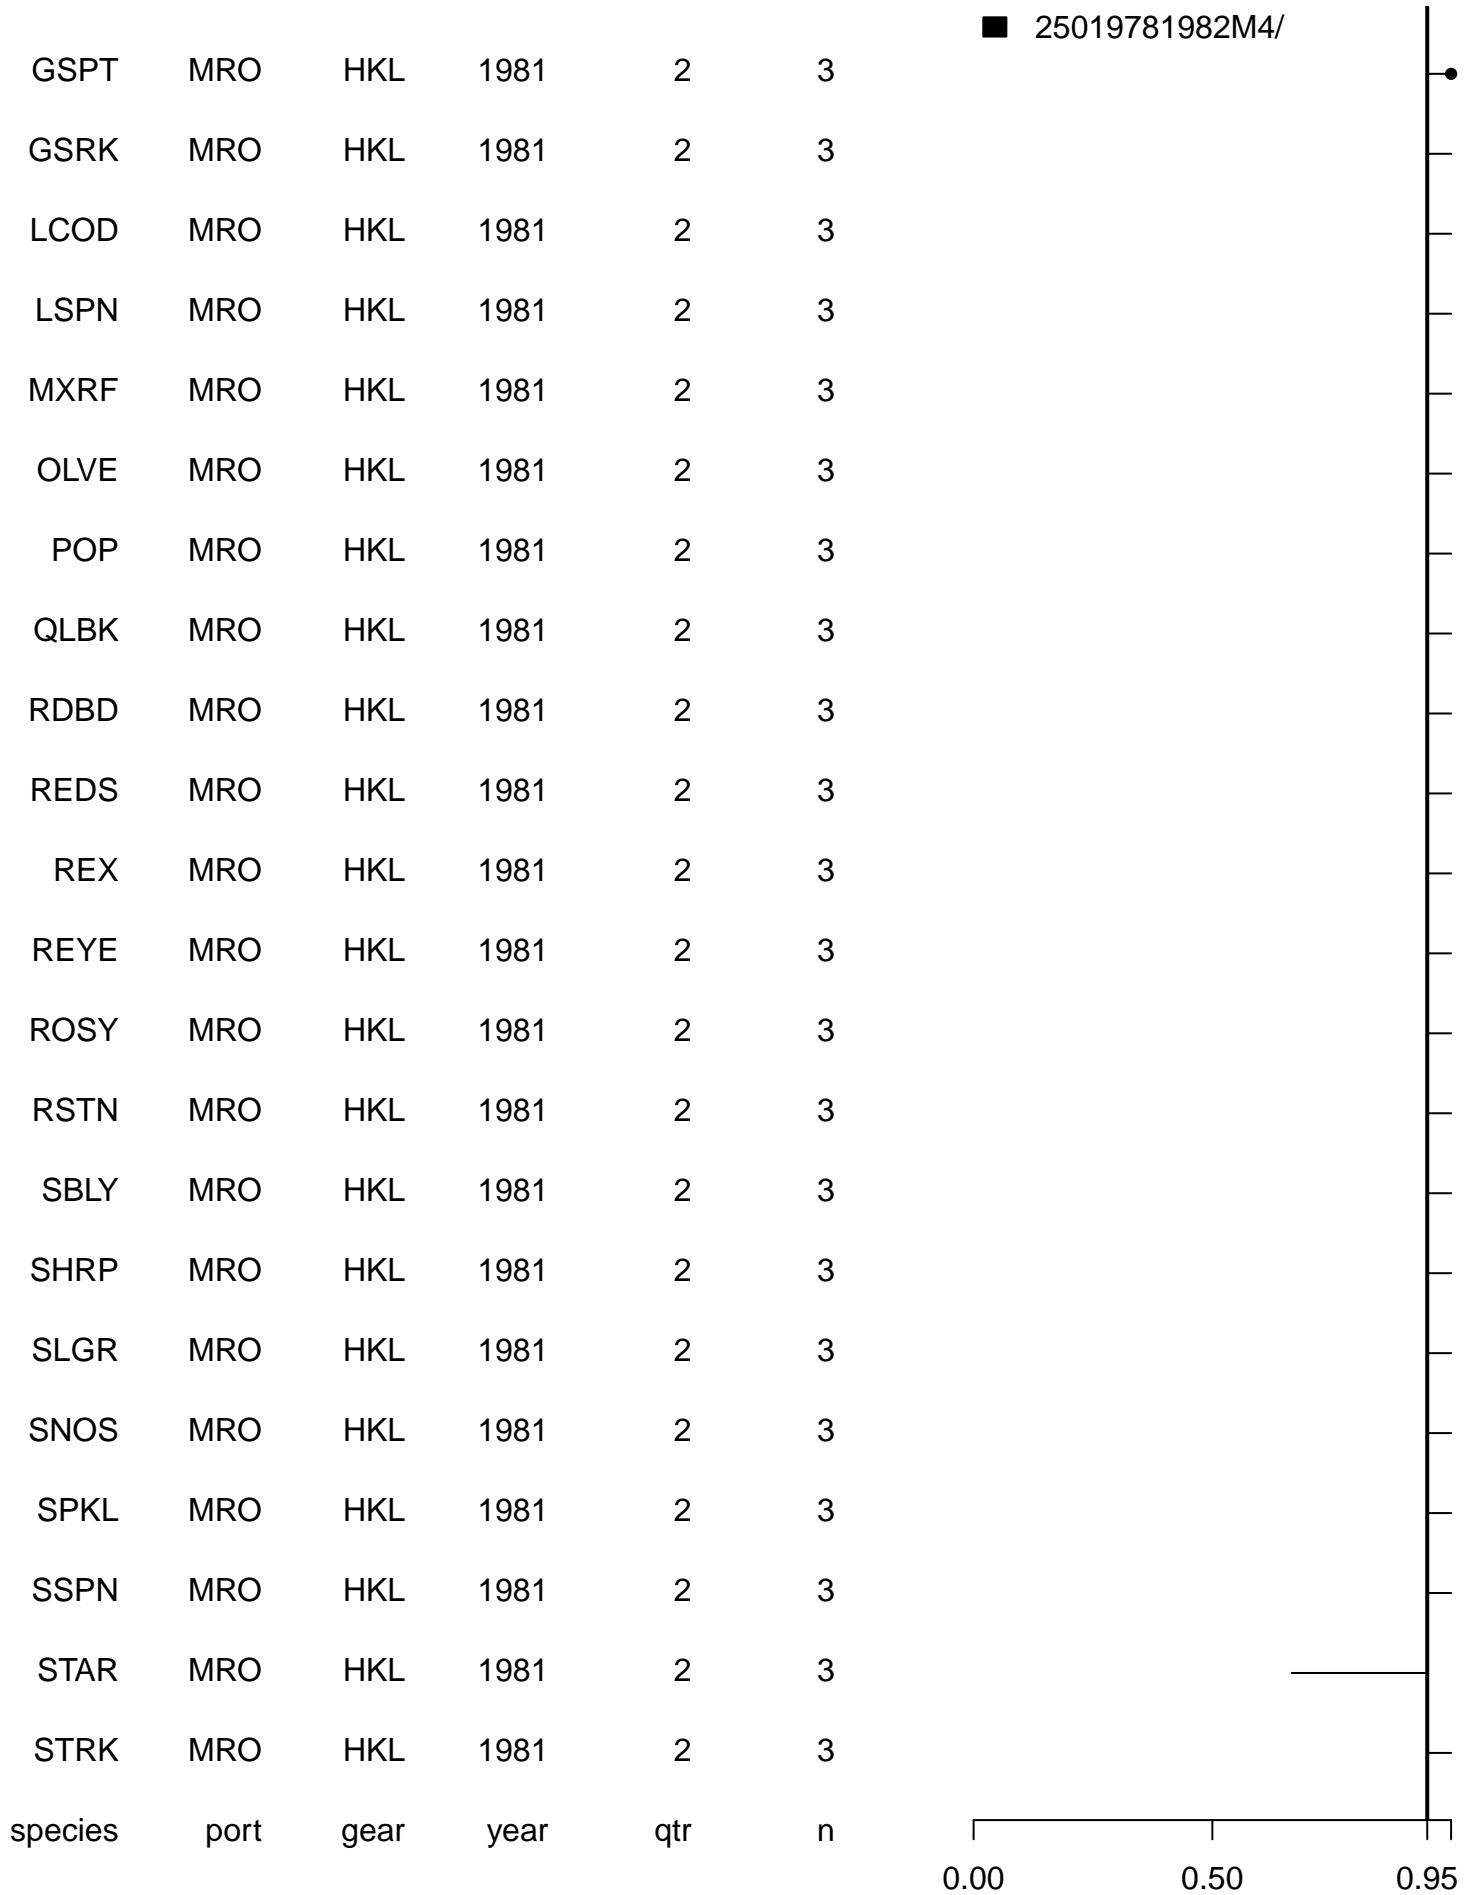 25019781982M4/
GSPT MRO HKL 1981 2 3
GSRK MRO HKL 1981 2 3
LCOD MRO HKL 1981 2 3
LSPN MRO HKL 1981 2 3
MXRF MRO HKL 1981 2 3
OLVE MRO HKL 1981 2 3
POP MRO HKL 1981 2 3
QLBK MRO HKL 1981 2 3
RDBD MRO HKL 1981 2 3
REDS MRO HKL 1981 2 3
REX MRO HKL 1981 2 3
REYE MRO HKL 1981 2 3
ROSY MRO HKL 1981 2 3
RSTN MRO HKL 1981 2 3
SBLY MRO HKL 1981 2 3
SHRP MRO HKL 1981 2 3
SLGR MRO HKL 1981 2 3
SNOS MRO HKL 1981 2 3
SPKL MRO HKL 1981 2 3
SSPN MRO HKL 1981 2 3
STAR MRO HKL 1981 2 3
STRK MRO HKL 1981 2 3
species port gear year qtr n
0.00 0.50 0.95